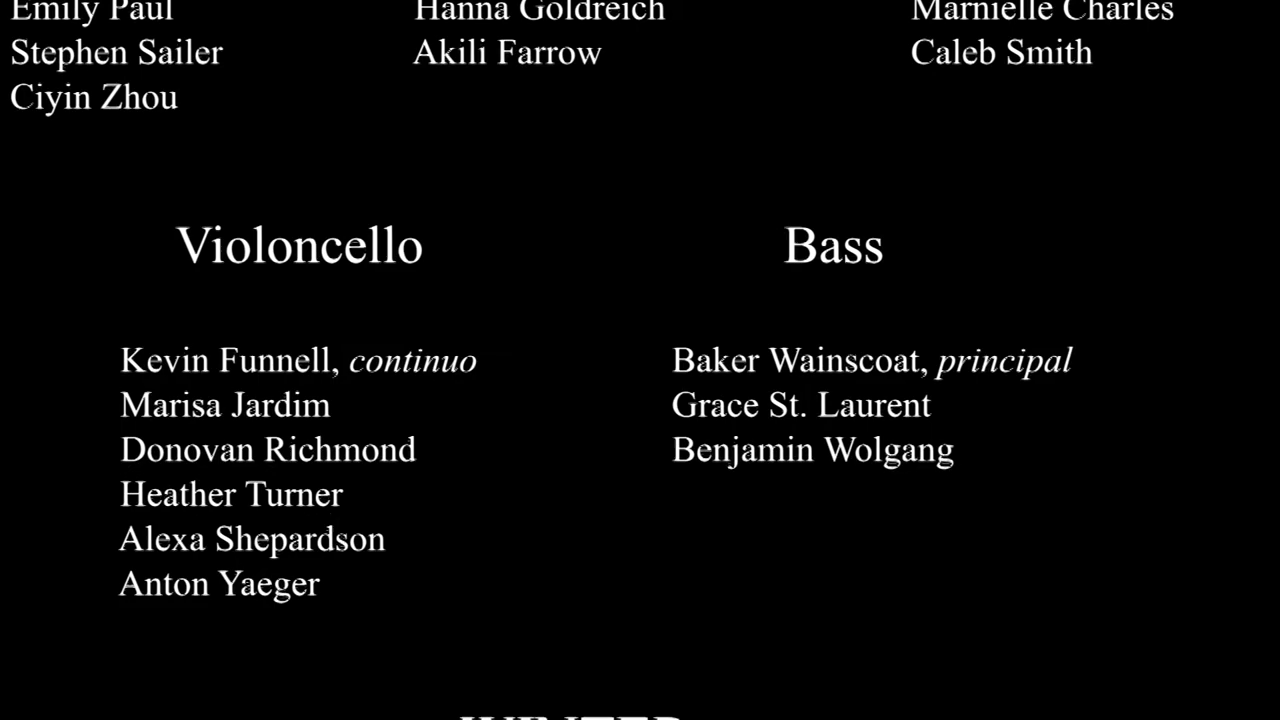 Emily Paul
Hanna Goldreich
Marnielle Charles
Stephen Sailer
Akili Farrow
Caleb Smith
Ciyin Zhou
Violoncello
Bass
Kevin Funnell, continuo
Baker Wainscoat, principal
Marisa Jardim
Grace St. Laurent
Donovan Richmond
Benjamin Wolgang
Heather Turner
Alexa Shepardson
Anton Yaeger